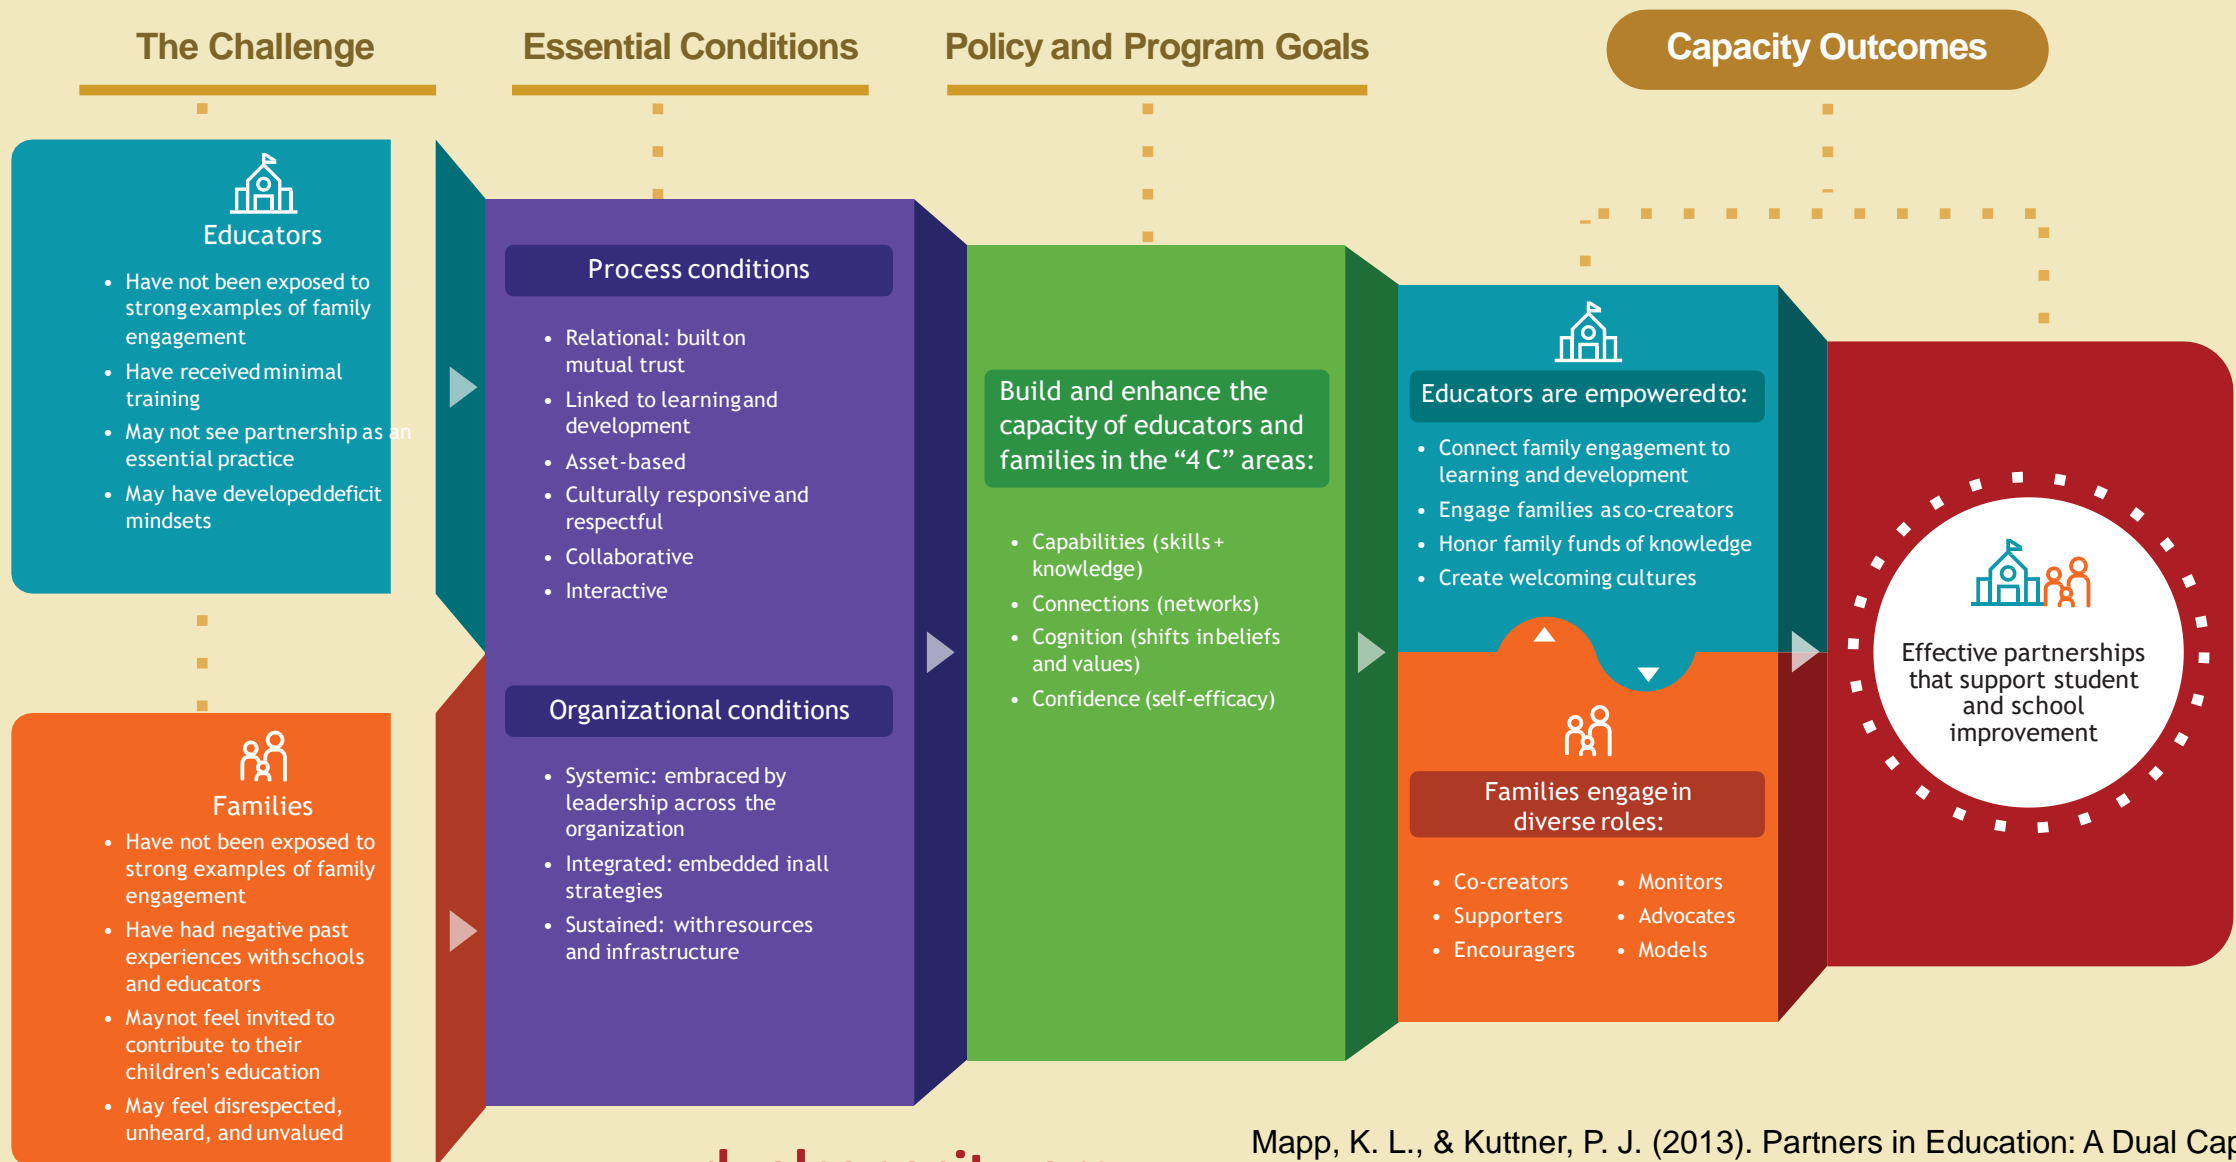 The Challenge
Essential Conditions
Policy and Program Goals
Capacity Outcomes
Educators
• Have not been exposed to
strong examples of family
engagement
• Have received minimal
training
• May not see partnership as an
essential practice
• May have developed deficit
mindsets
Families
• Have not been exposed to
strong examples of family
engagement
• Have had negative past
experiences with schools
and educators
• May not feel invited to
contribute to their
children's education
• May feel disrespected,
unheard, and unvalued
Process conditions
• Relational: built on
mutual trust
• Linked to learning and
development
• Asset-based
• Culturally responsive and
respectful
• Collaborative
• Interactive
Organizational conditions
• Systemic: embraced by
leadership across the
organization
• Integrated: embedded in all
strategies
• Sustained: with resources
and infrastructure
Build and enhance the
capacity of educators and
families in the “4 C” areas:
• Capabilities (skills +
knowledge)
• Connections (networks)
• Cognition (shifts in beliefs
and values)
• Confidence (self-efficacy)
Educators are empowered to:
• Connect family engagement to
learning and development
• Engage families as co-creators
• Honor family funds of knowledge
• Create welcoming cultures
Families engage in
diverse roles:
• Co-creators
• Supporters
• Encouragers
• Monitors
• Advocates
• Models
Effective partnerships
that support student
and school
improvement
Mapp, K. L., & Kuttner, P. J. (2013). Partners in Education: A Dual Cap